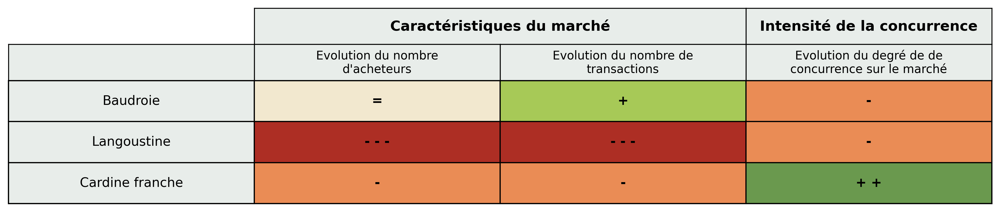 Caractéristiques du marché
Intensité de la concurrence
Evolution du nombre
d'acheteurs
Evolution du nombre de
transactions
Evolution du degré de de
concurrence sur le marché
Baudroie
=
+
-
Langoustine
- - -
- - -
-
Cardine franche
-
-
+ +